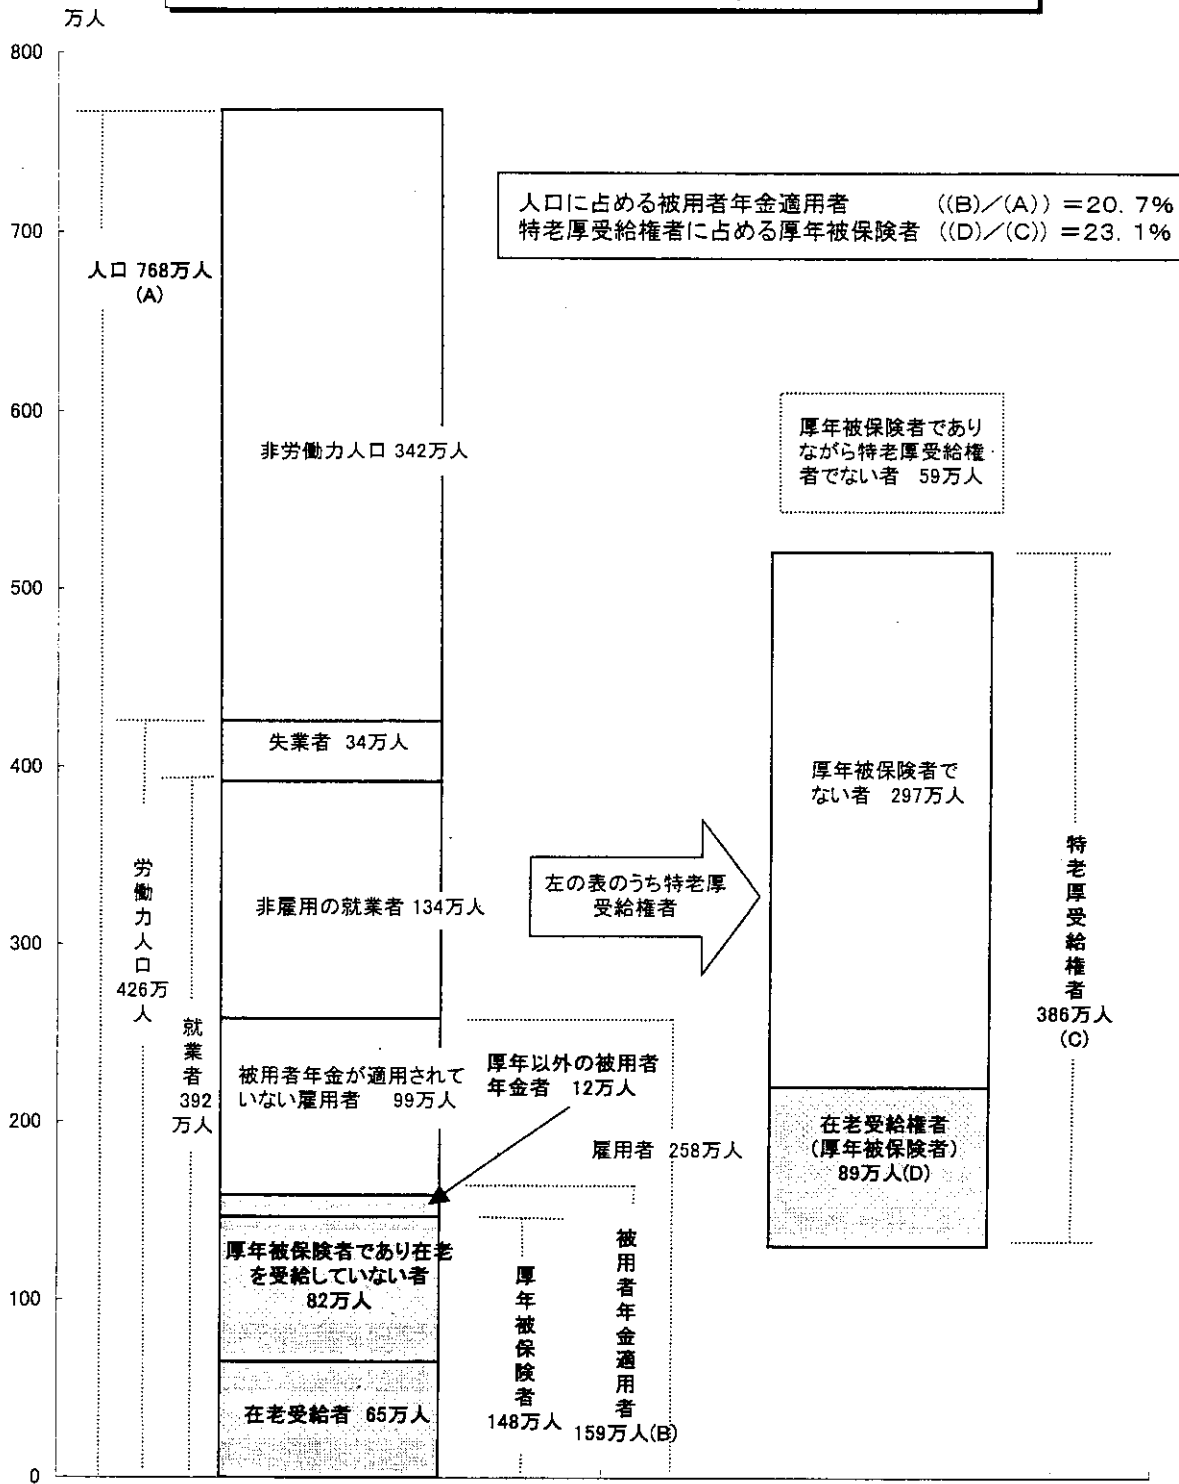 万人
800
700
600
500
400
300
200
100
0
人口 768万人
(A)
労働力人口
426万
人
就業者
392
万人
非労働力人口 342万人
失業者 34万人
非雇用の就業者 134万人
被用者年金が適用されて
いない雇用者 99万人
厚年被保険者であり在老
を受給していない者
82万人
在老受給者 65万人
厚年以外の被用者
年金者 12万人
雇用者 258万人
厚年被保険者
148万人
被用者年金適用者
159万人(B)
人口に占める被用者年金適用者 ((B)/(A)) =20. 7%
特老厚受給権者に占める厚年被保険者 ((D)/(C)) =23. 1%
左の表のうち特老厚
受給権者
厚年被保険者であり
ながら特老厚受給権
者でない者 59万人
厚年被保険者で
ない者 297万人
在老受給権者
(厚年被保険者)
89万人(D)
特老厚受給権者
386万人
(C)